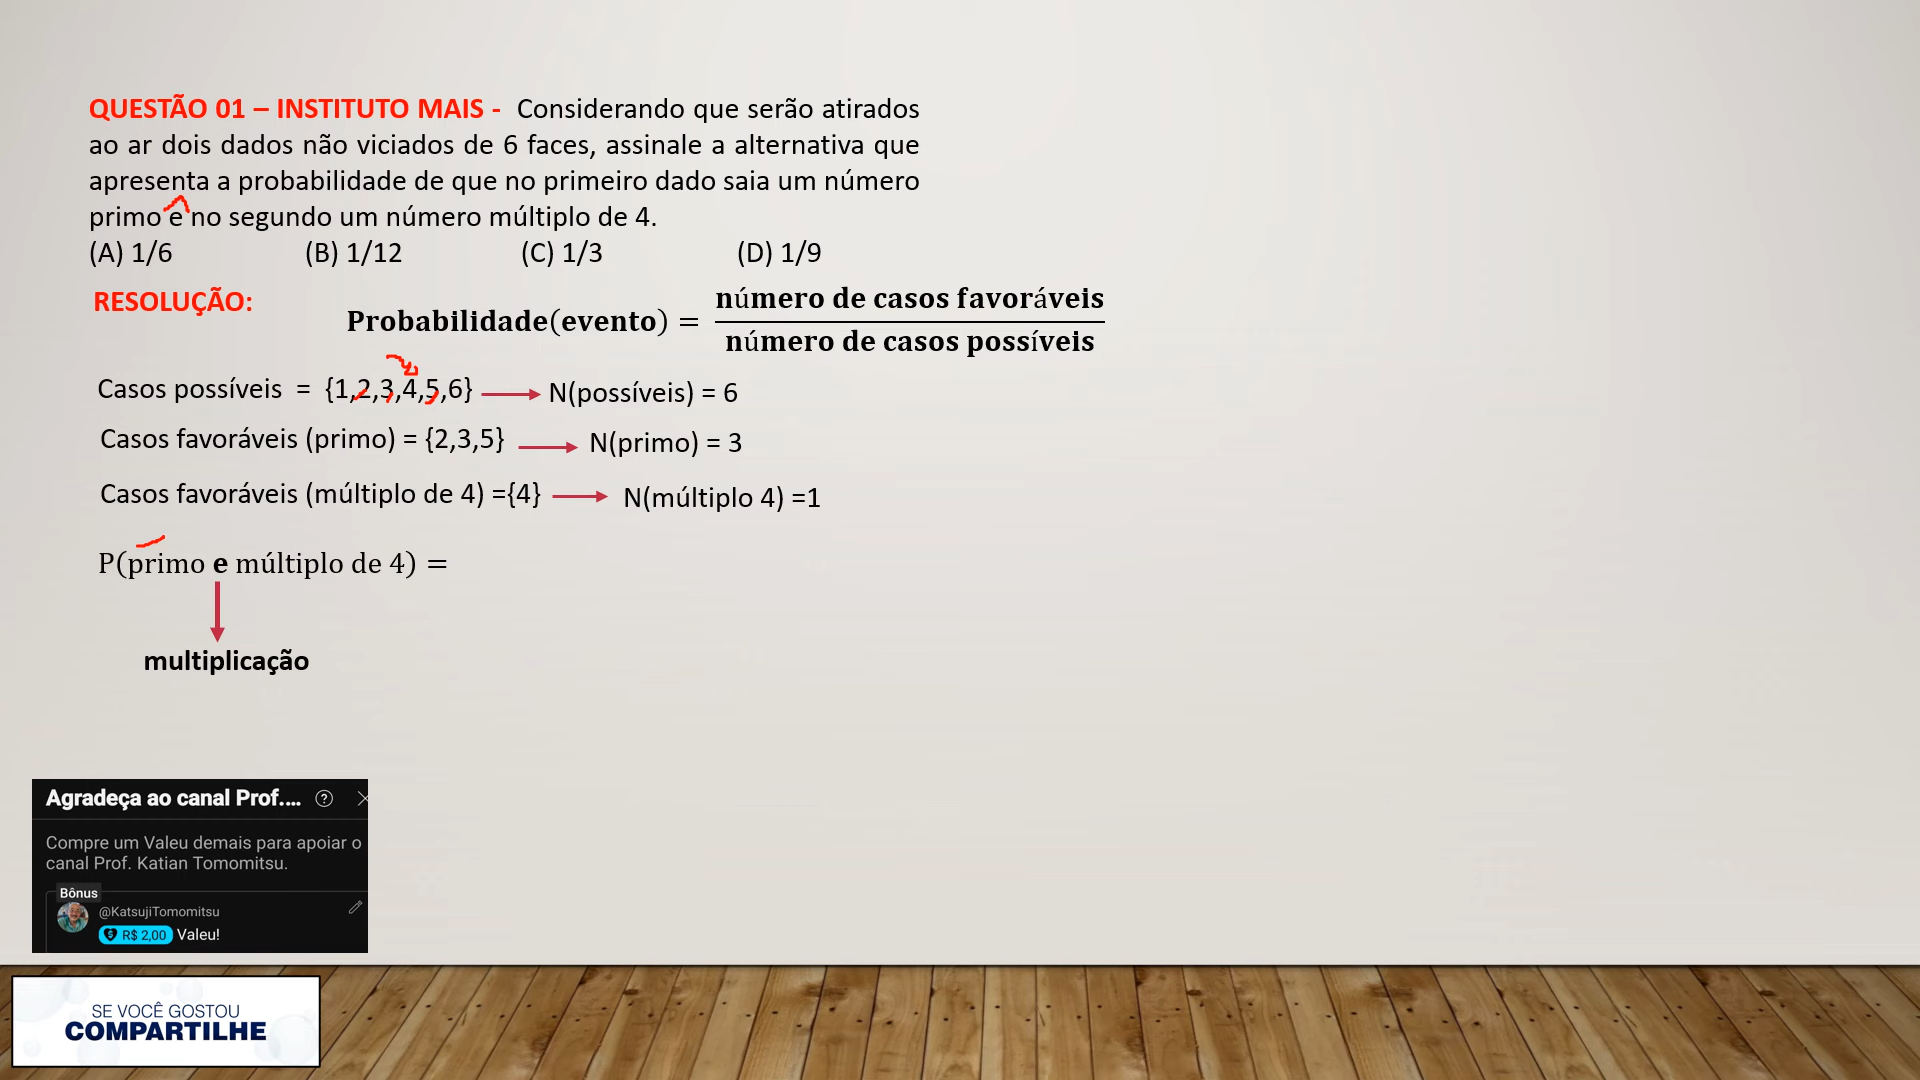 QUESTÃO 01 – INSTITUTO MAIS - Considerando que serão atirados
ao ar dois dados não viciados de 6 faces, assinale a alternativa que
apresenta a probabilidade de que no primeiro dado saia um número
primo e no segundo um número múltiplo de 4.
(A) 1/6 (B) 1/12 (C) 1/3 (D) 1/9
RESOLUÇÃO:
Probabilidade(evento) = número de casos favoráveis
número de casos possíveis
Casos possíveis = {1,2,3,4,5,6} N(possíveis) = 6
Casos favoráveis (primo) = {2,3,5} N(primo) = 3
Casos favoráveis (múltiplo de 4) ={4} N(múltiplo 4) =1
P(primo e múltiplo de 4) =
multiplicação
Agradeça ao canal Prof....
Compre um Valeu demais para apoiar o
canal Prof. Katian Tomomitsu.
Bônus
@KatsujiTomomitsu
R$ 2,00 Valeu!
SE VOCÊ GOSTOU
COMPARTILHE